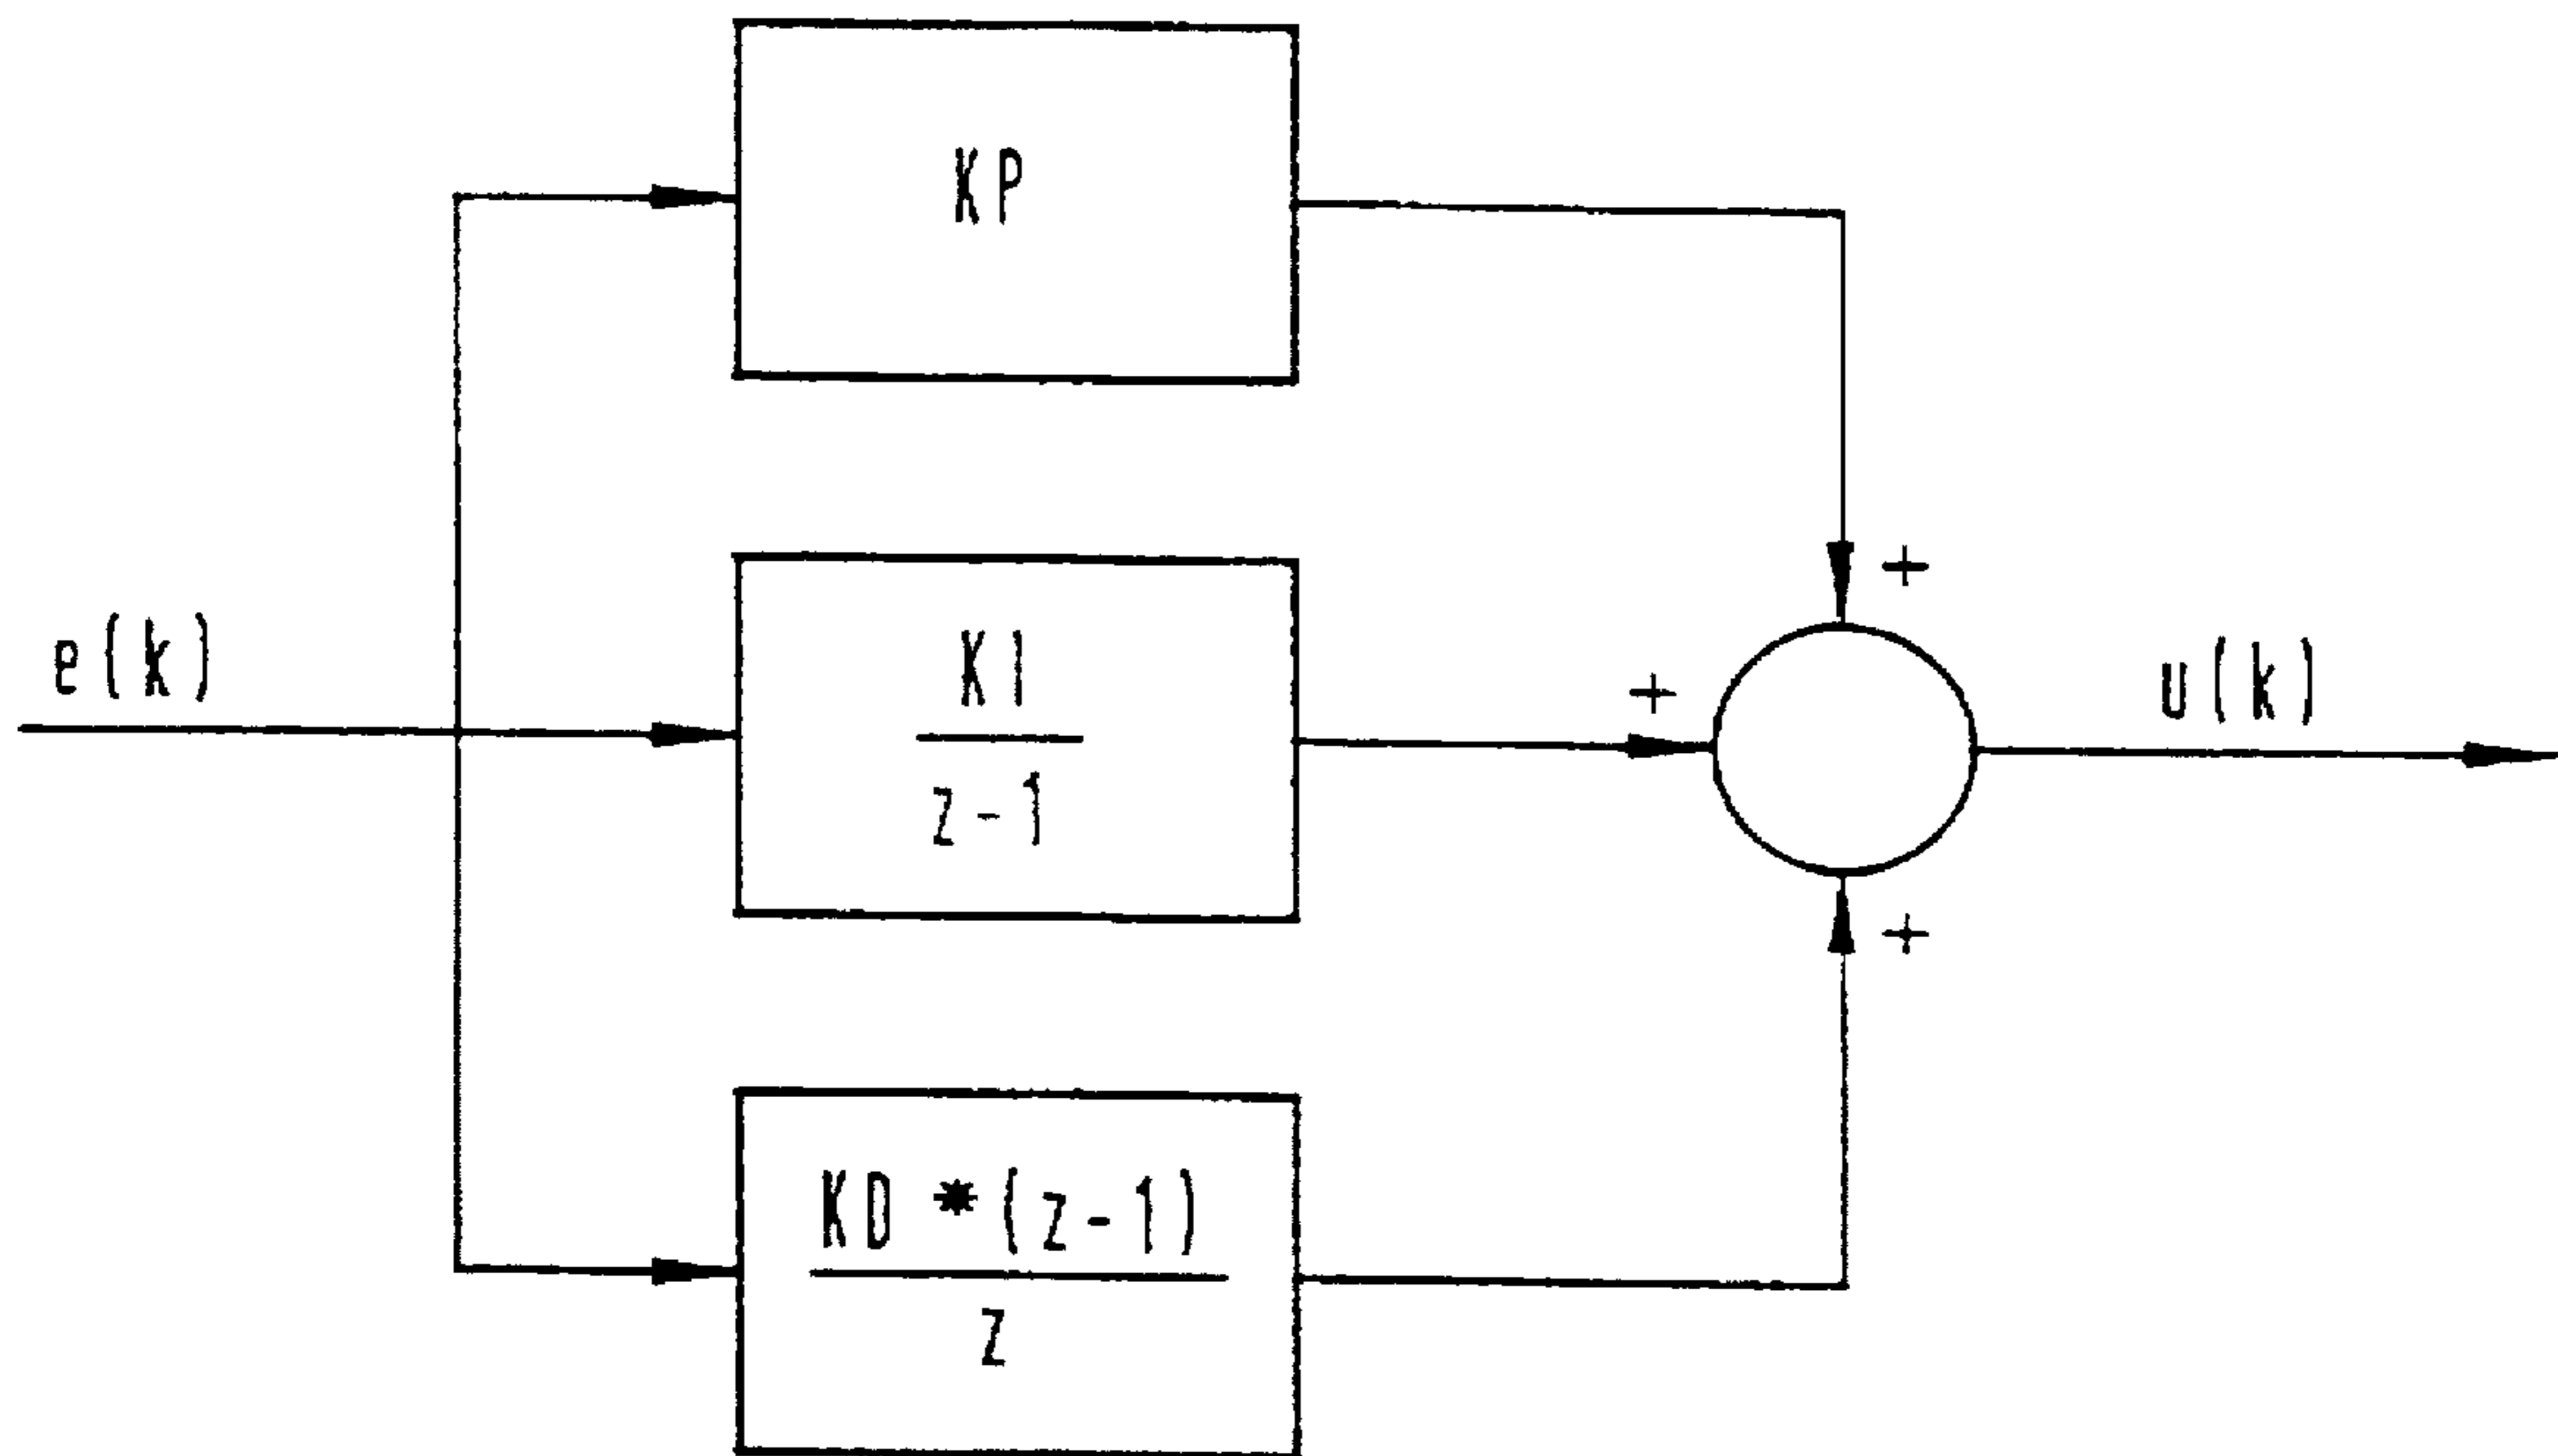 KP
+
e(k)
K1
z-1
+
u(k)
+
KD*(z-1)
z